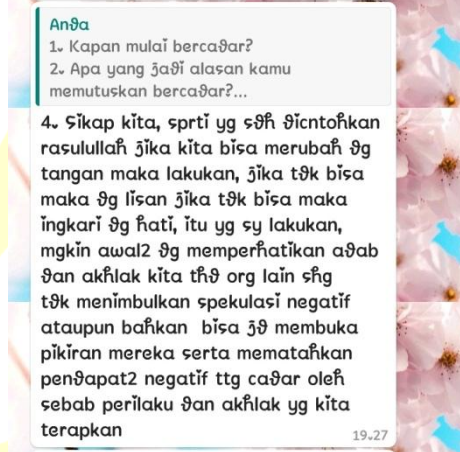 Anda
1. Kapan mulai bercadar?
2. Apa yang jadi alasan kamu
memutuskan bercadar?...
4. Sikap kita, sprti yg sdh dicntohkan
rasulullah jika kita bisa merubah dg
tangan maka lakukan, jika tdk bisa
maka dg lisan jika tdk bisa maka
ingkari dg hati, itu yg sy lakukan,
mgkin awal2 dg memperhatikan adab
dan akhlak kita thd org lain shg
tdk menimbulkan spekulasi negatif
ataupun bahkan bisa jd membuka
pikiran mereka serta mematahkan
pendapat2 negatif ttg cadar oleh
sebab perilaku dan akhlak yg kita
terapkan
19.27